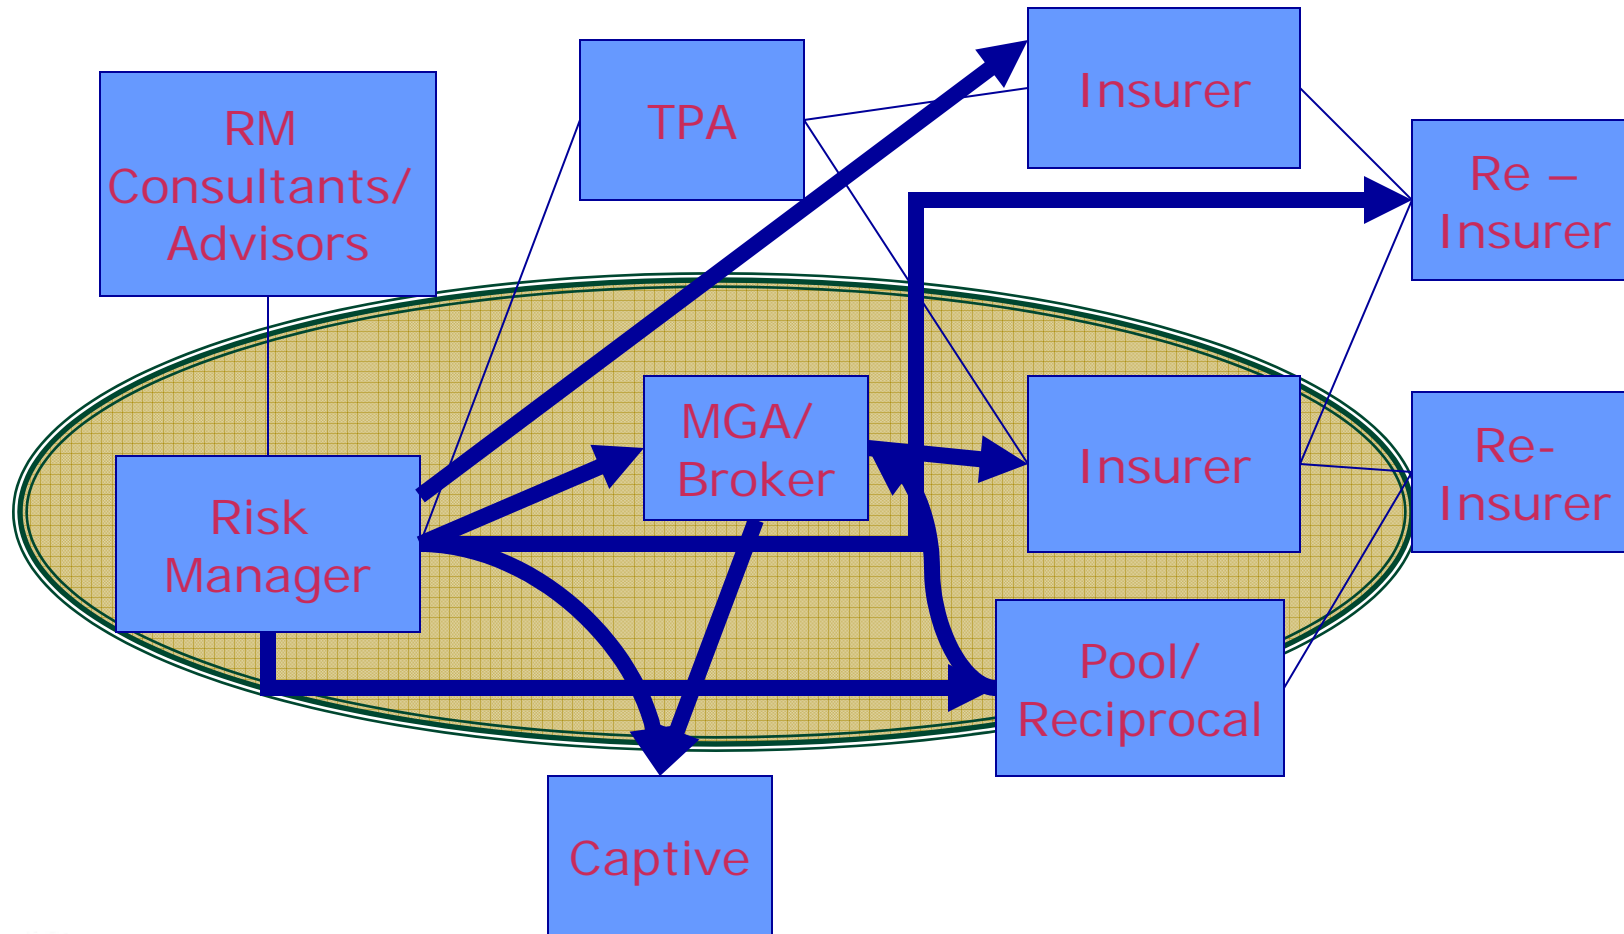 RM
Consultants/
Advisors
TPA
Insurer
Re –
Insurer
MGA/
Broker
Insurer
Re-
Insurer
Risk
Manager
Pool/
Reciprocal
Captive